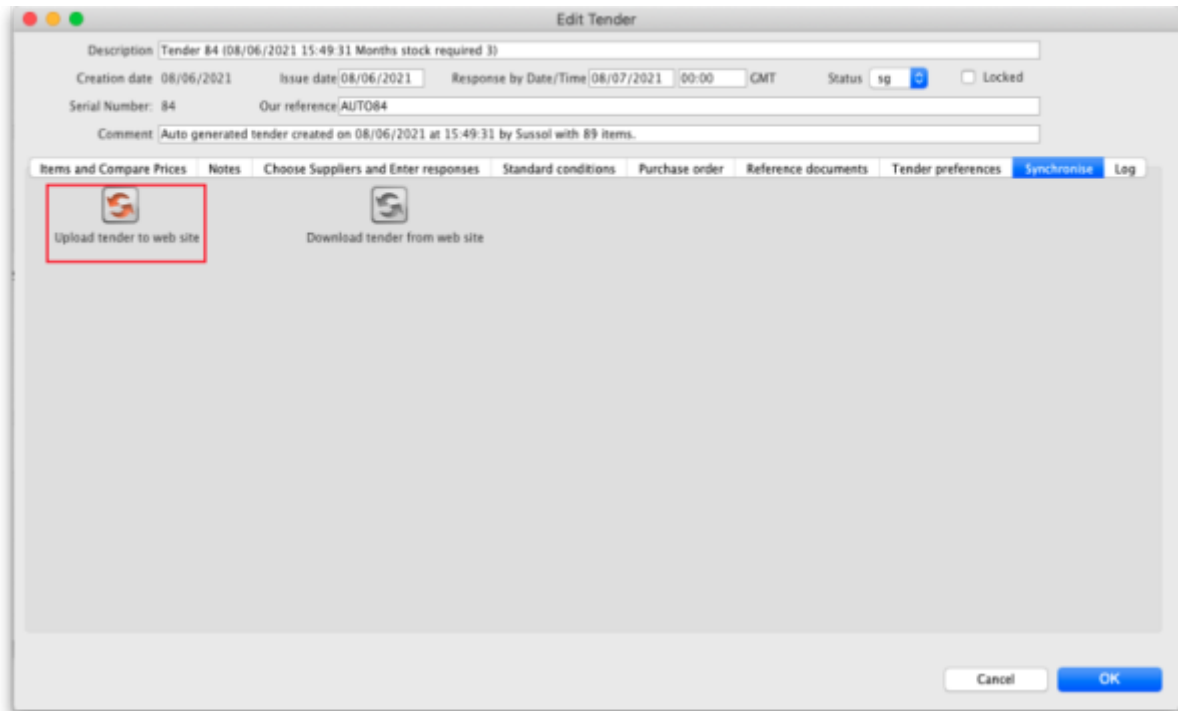 Edit Tender
Description Tender 84 (08/06/2021 15:49:31 Months stock required 3)
Creation date 08/06/2021 Issue date 08/06/2021 Response by Date/Time 08/07/2021 00:00 GMT Status sg Locked
Serial Number: 84 Our reference AUTO84
Comment Auto generated tender created on 08/06/2021 at 15:49:31 by Sussol with 89 items.
Items and Compare Prices Notes Choose Suppliers and Enter responses Standard conditions Purchase order Reference documents Tender preferences Synchronise Log
Upload tender to web site Download tender from web site
Cancel OK